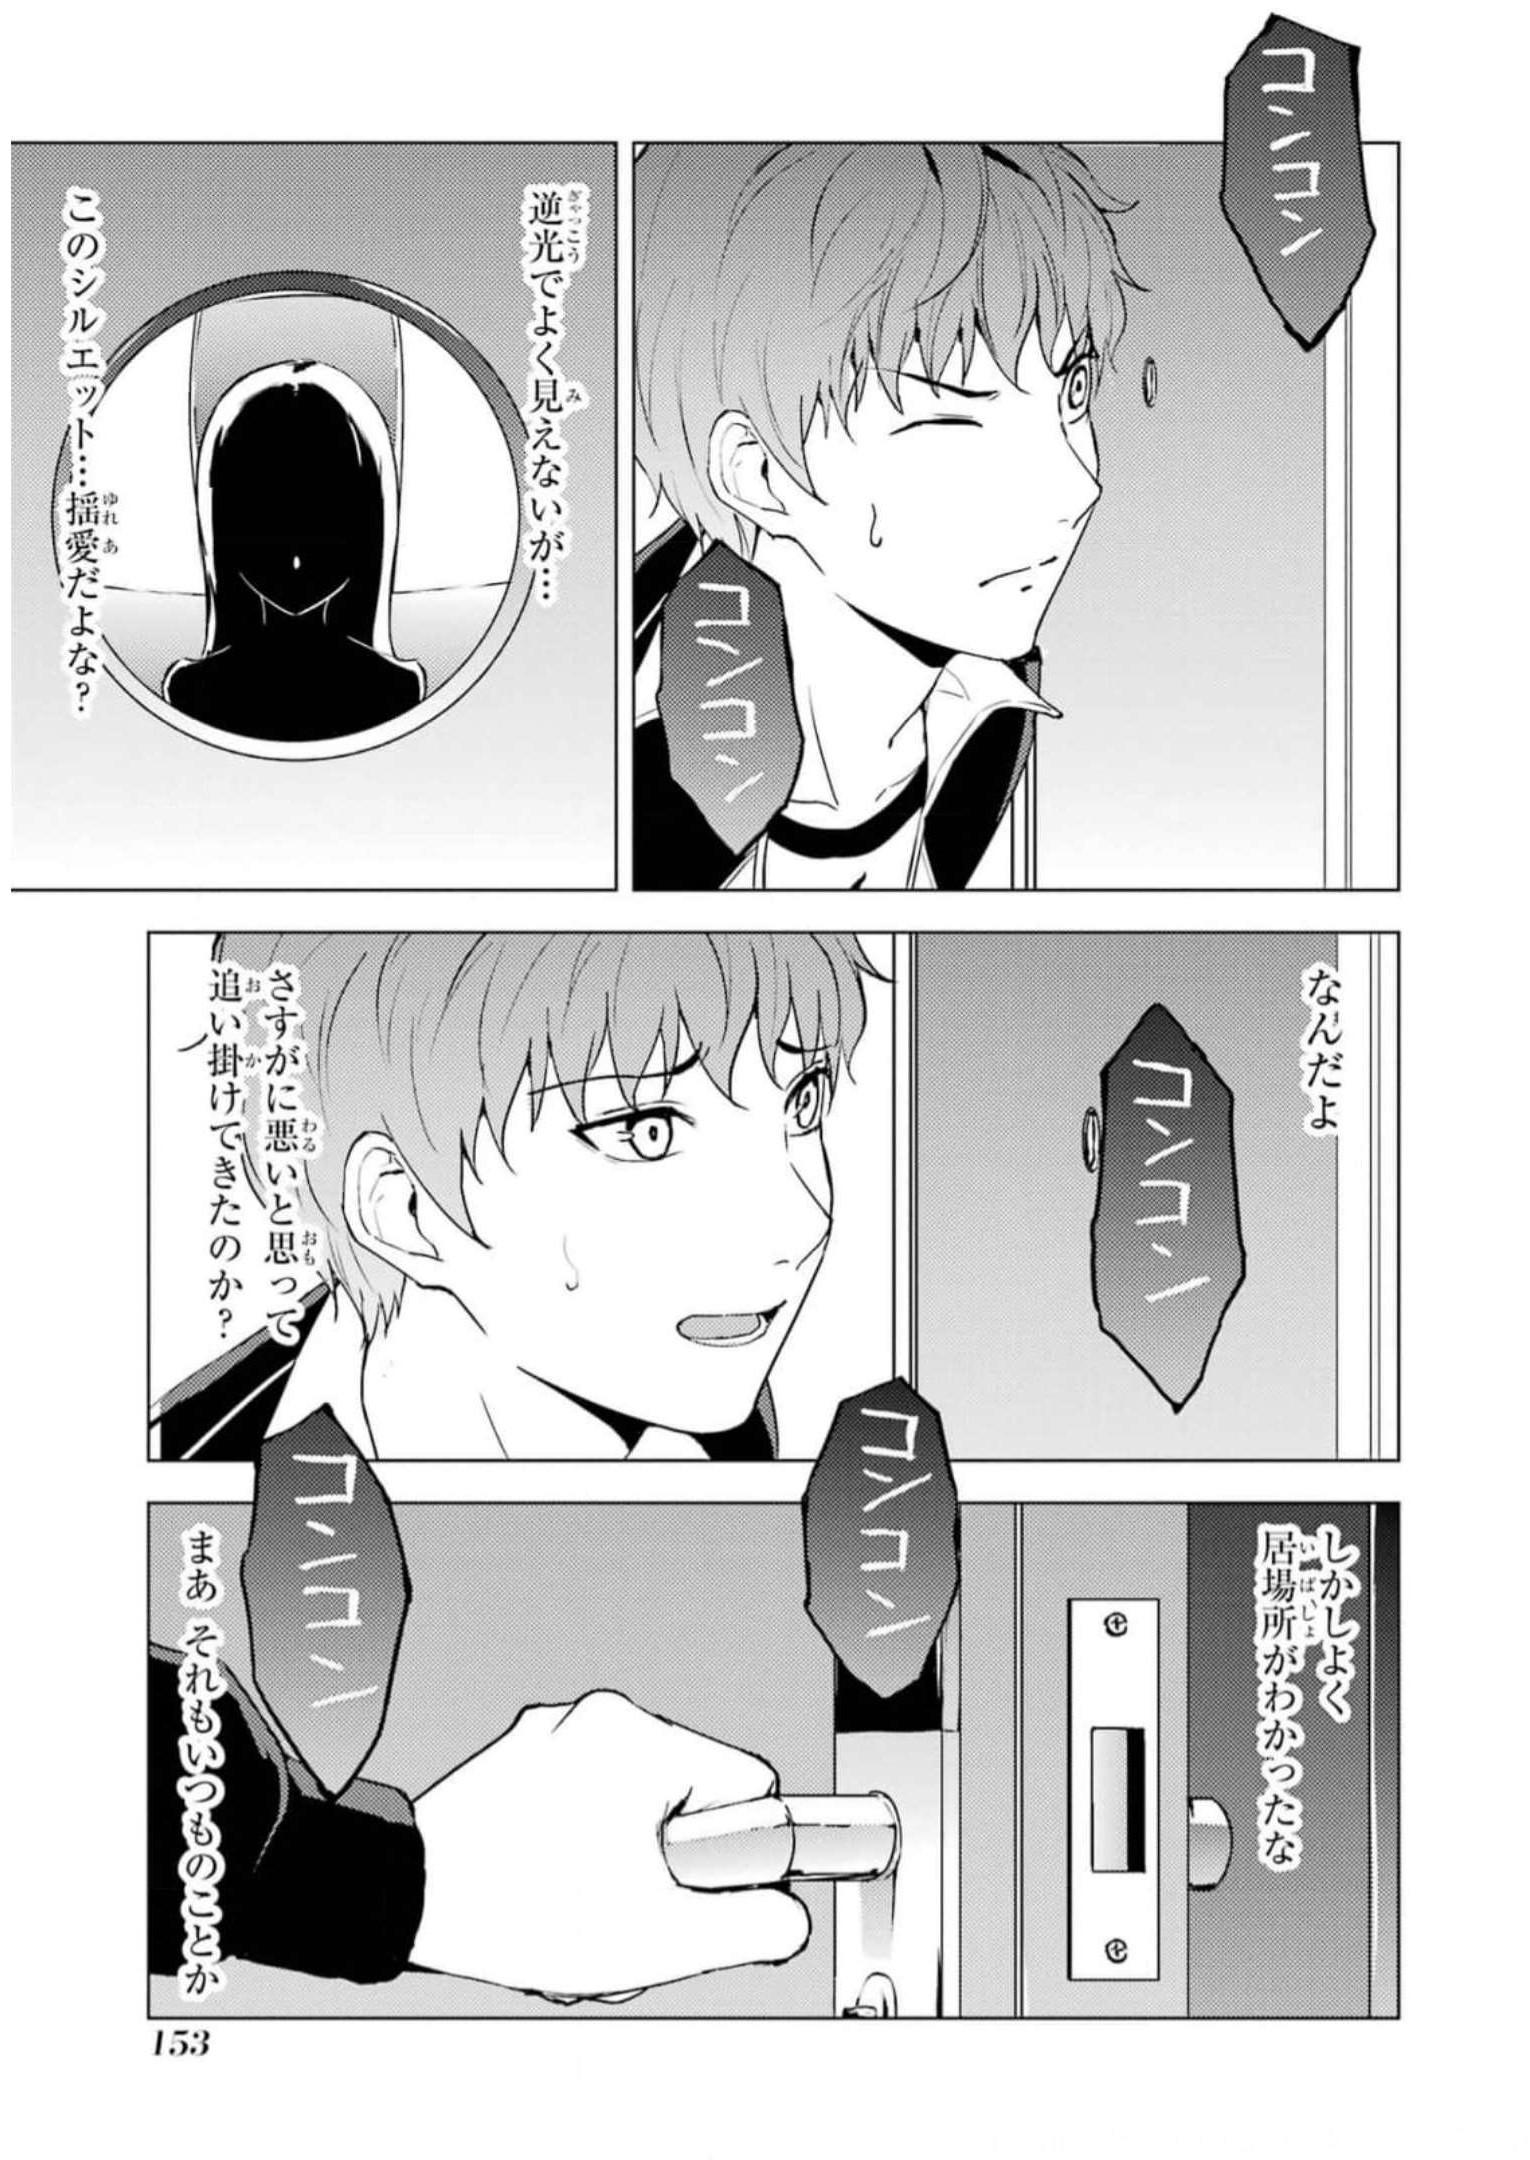 コンコン
コンコン
逆光でよく見えないが…
このシルエット…揺愛だよな?
なんだよ
コンコン
さすがに悪いと思って
追い掛けてきたのか?
しかしよく
居場所がわかったな
コンコン
コンコン
まあ それもいつものことか
153